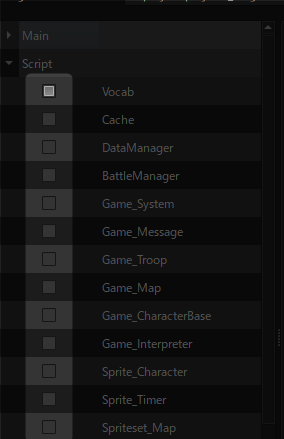 Main
Script
Vocab
Cache
DataManager
BattleManager
Game_System
Game_Message
Game_Troop
Game_Map
Game_CharacterBase
Game_Interpreter
Sprite_Character
Sprite_Timer
Spriteset_Map